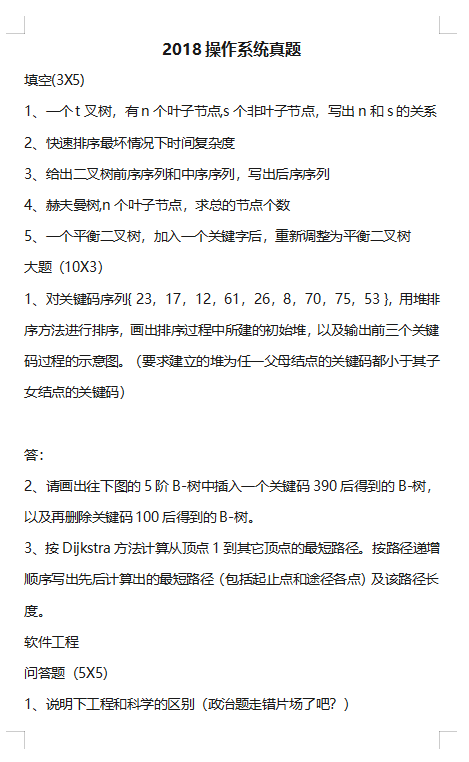 2018 操作系统真题
填空(3X5)
1、一个 t 叉树，有 n 个叶子节点,s 个非叶子节点，写出 n 和 s 的关系
2、快速排序最坏情况下时间复杂度
3、给出二叉树前序序列和中序序列，写出后序序列
4、赫夫曼树,n 个叶子节点，求总的节点个数
5、一个平衡二叉树，加入一个关键字后，重新调整为平衡二叉树
大题（10X3）
1、对关键码序列{ 23，17，12，61，26，8，70，75，53 }，用堆排
序方法进行排序，画出排序过程中所建的初始堆，以及输出前三个关键
码过程的示意图。（要求建立的堆为任一父母结点的关键码都小于其子
女结点的关键码）
答：
2、请画出往下图的 5 阶 B-树中插入一个关键码 390 后得到的 B-树，
以及再删除关键码 100 后得到的 B-树。
3、按 Dijkstra 方法计算从顶点 1 到其它顶点的最短路径。按路径递增
顺序写出先后计算出的最短路径（包括起止点和途径各点）及该路径长
度。
软件工程
问答题（5X5）
1、说明下工程和科学的区别（政治题走错片场了吧？）